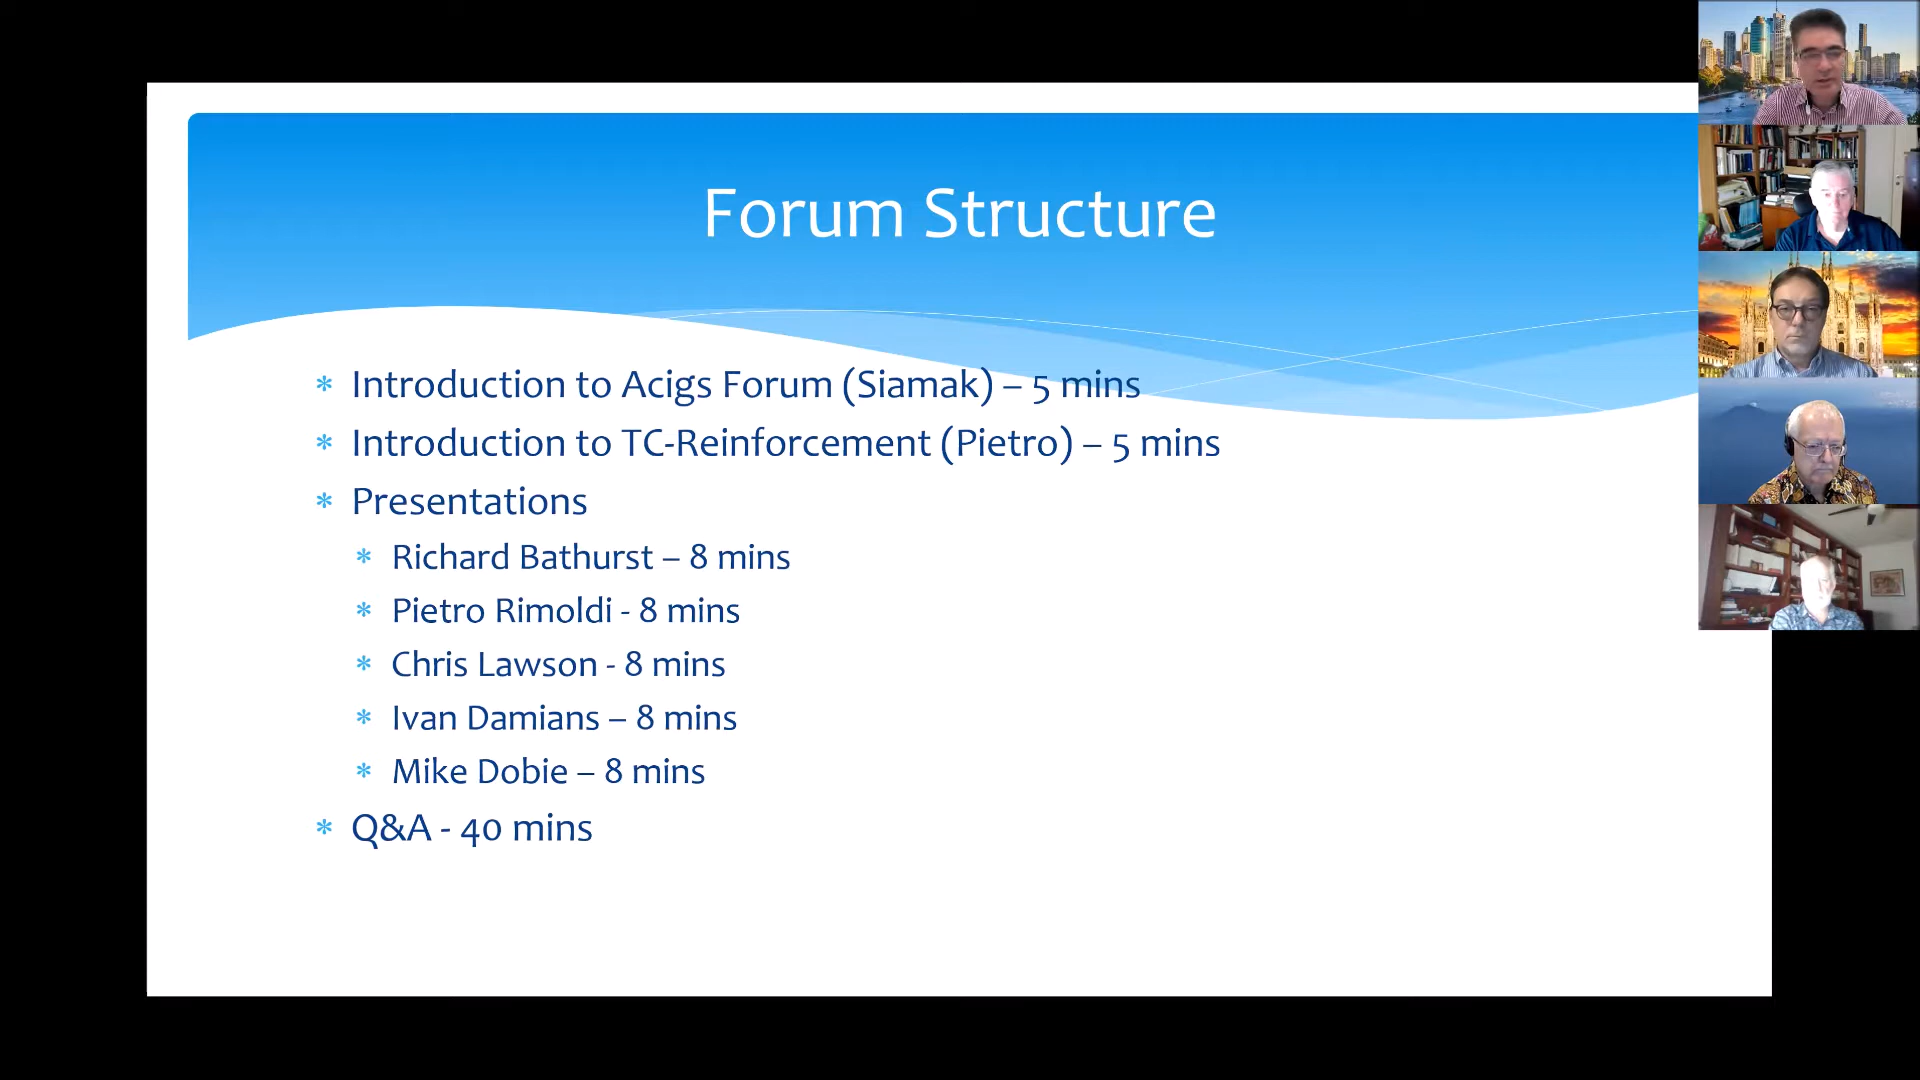 Forum Structure
* Introduction to Acigs Forum (Siamak) – 5 mins
* Introduction to TC-Reinforcement (Pietro) – 5 mins
* Presentations
* Richard Bathurst – 8 mins
* Pietro Rimoldi - 8 mins
* Chris Lawson - 8 mins
* Ivan Damians – 8 mins
* Mike Dobie – 8 mins
* Q&A - 40 mins